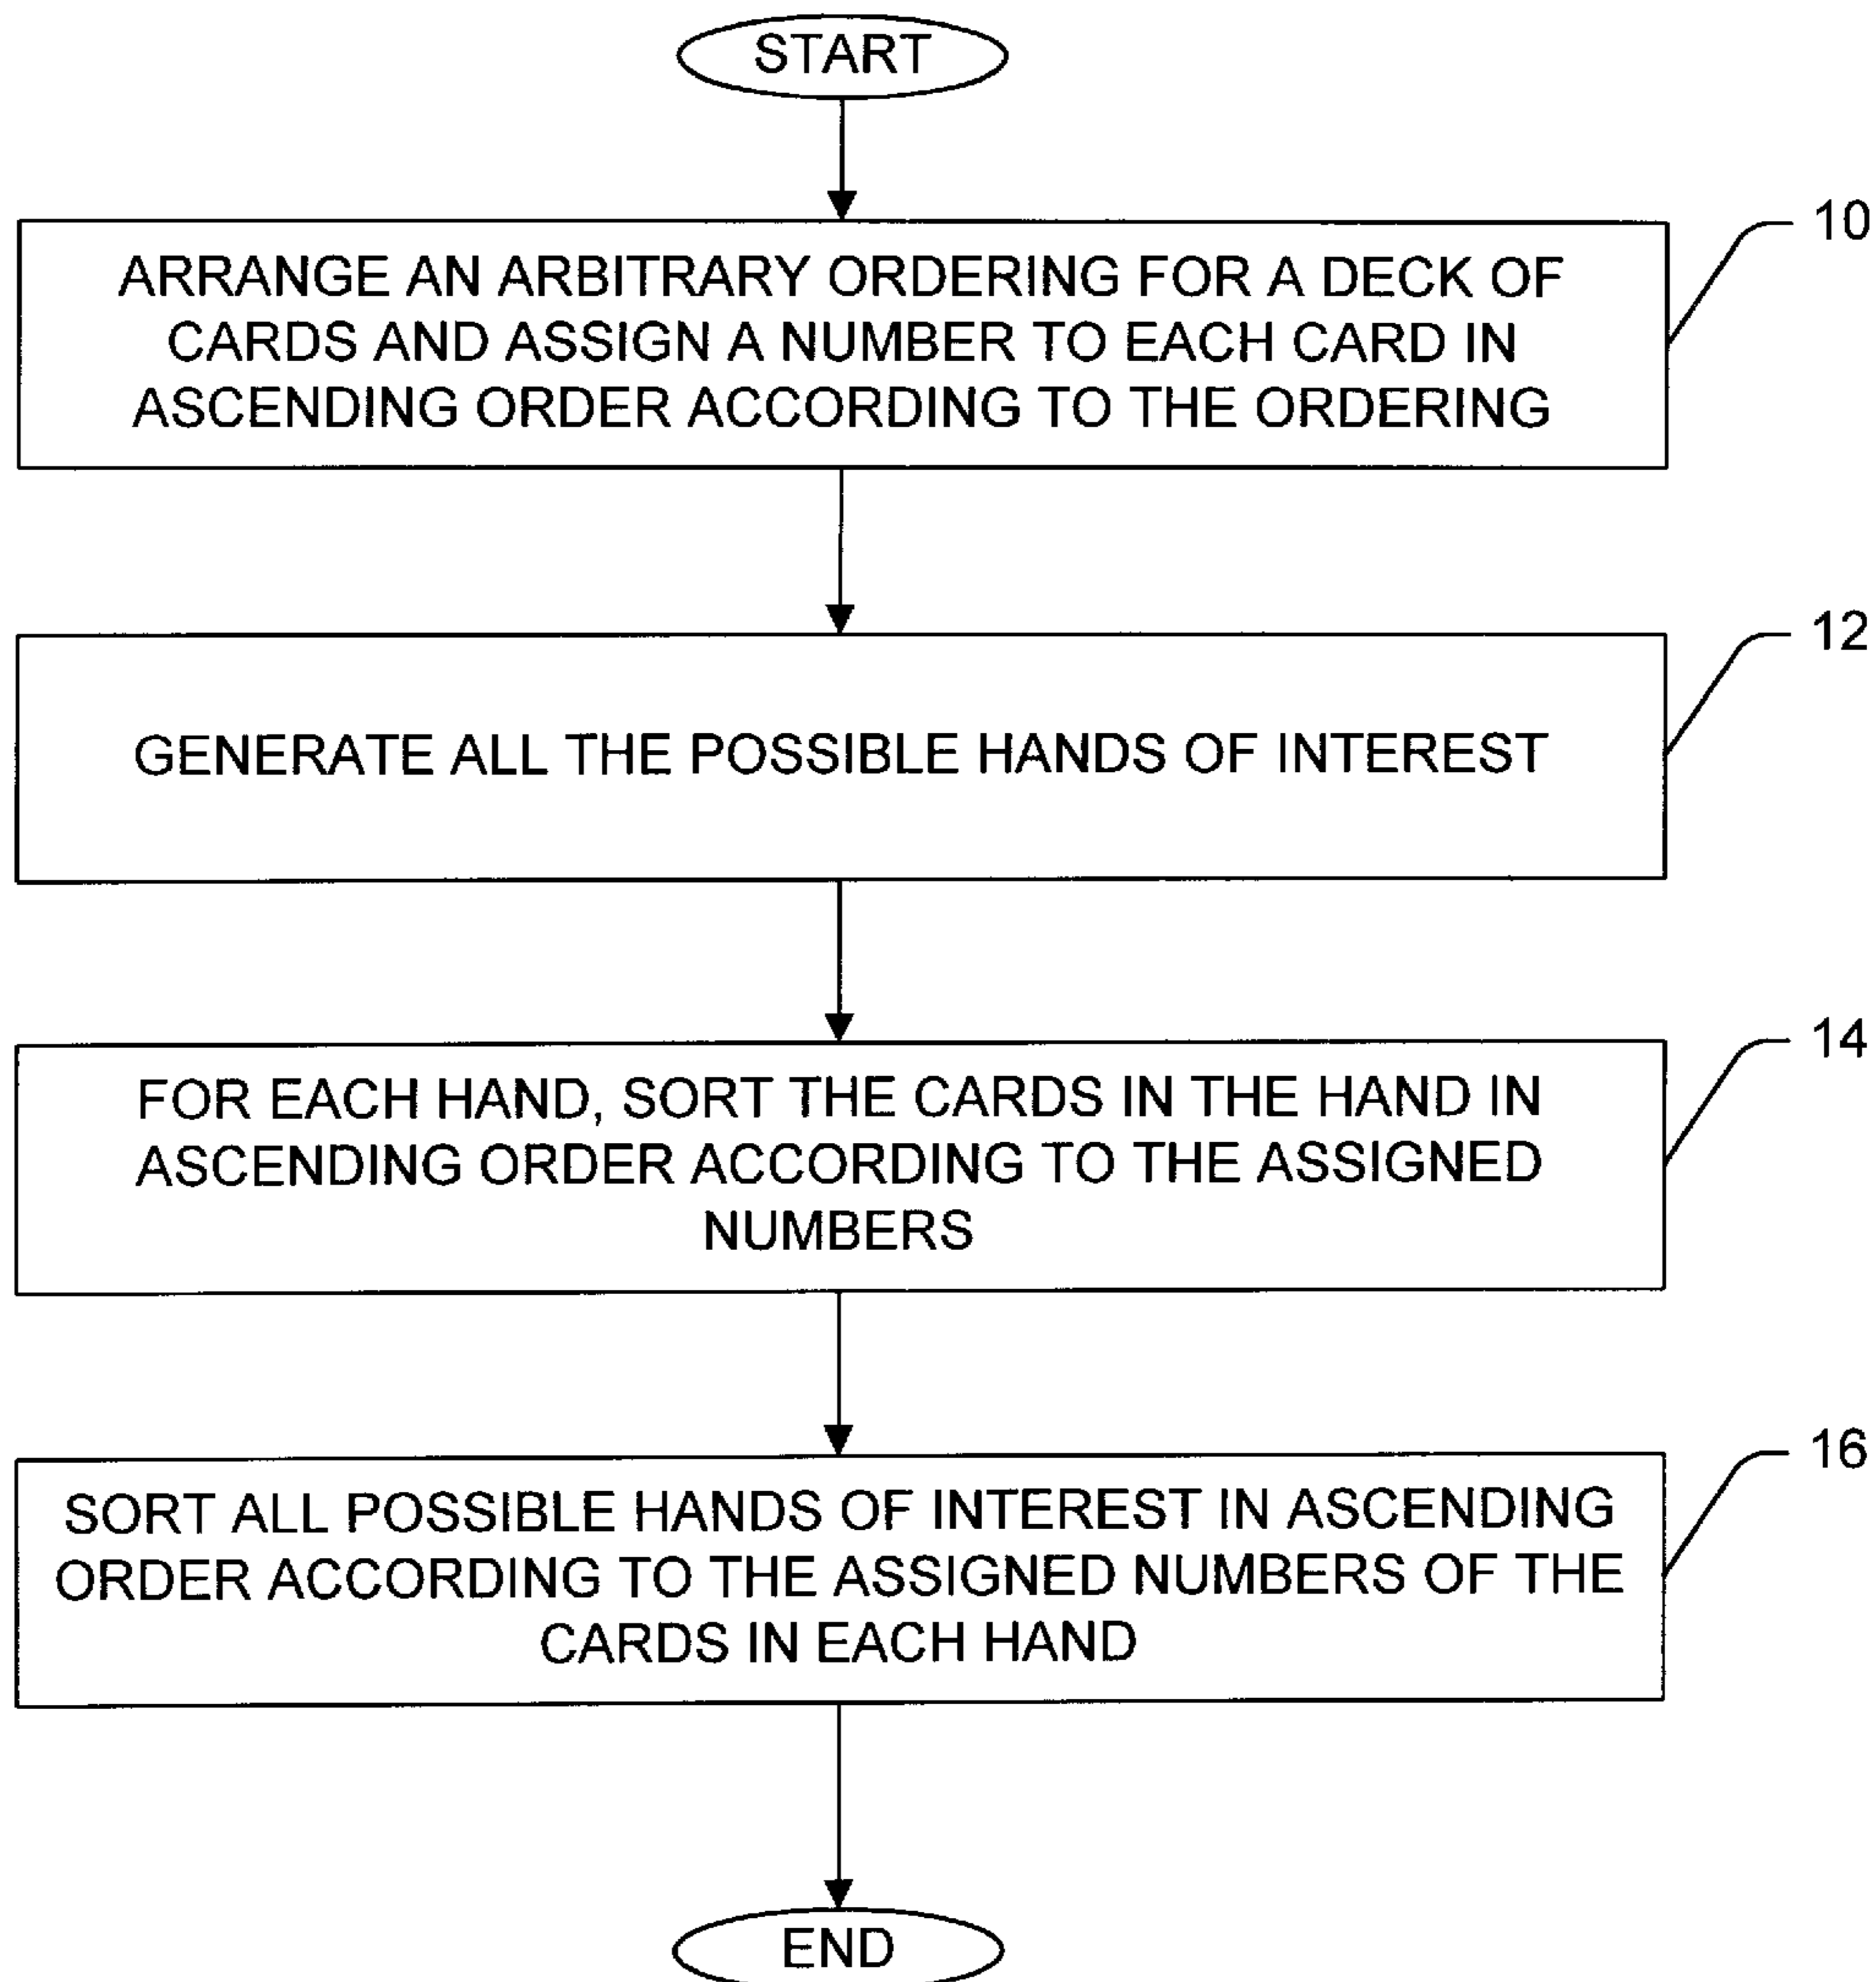 START
10
ARRANGE AN ARBITRARY ORDERING FOR A DECK OF
CARDS AND ASSIGN A NUMBER TO EACH CARD IN
ASCENDING ORDER ACCORDING TO THE ORDERING
12
GENERATE ALL THE POSSIBLE HANDS OF INTEREST
14
FOR EACH HAND, SORT THE CARDS IN THE HAND IN
ASCENDING ORDER ACCORDING TO THE ASSIGNED
NUMBERS
16
SORT ALL POSSIBLE HANDS OF INTEREST IN ASCENDING
ORDER ACCORDING TO THE ASSIGNED NUMBERS OF THE
CARDS IN EACH HAND
END